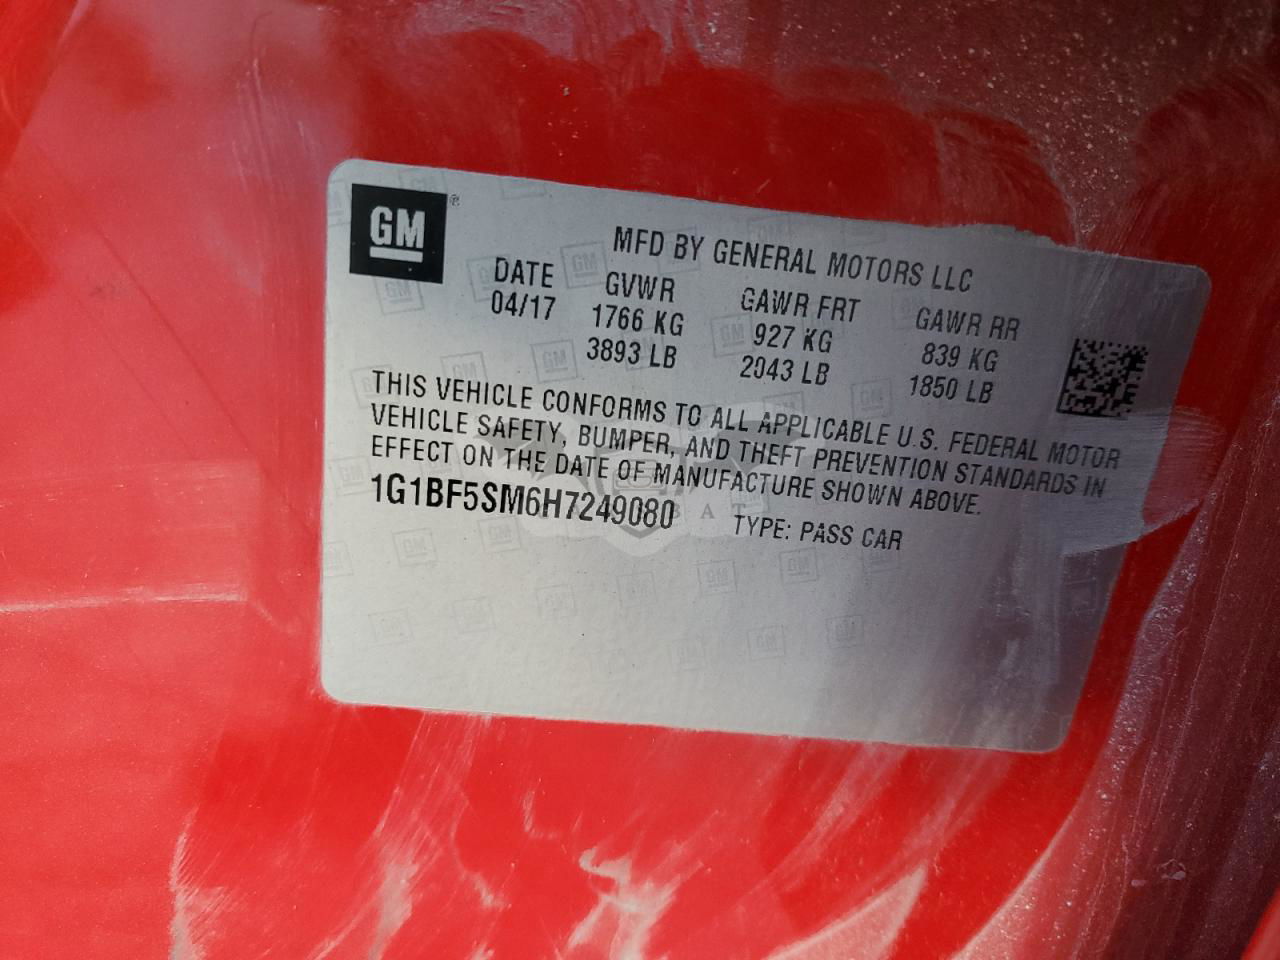 GM ®
MFD BY GENERAL MOTORS LLC
DATE GVWR GAWR FRT GAWR RR
04/17 1766 KG 927 KG 839 KG
3893 LB 2043 LB 1850 LB
THIS VEHICLE CONFORMS TO ALL APPLICABLE U.S. FEDERAL MOTOR
VEHICLE SAFETY, BUMPER, AND THEFT PREVENTION STANDARDS IN
EFFECT ON THE DATE OF MANUFACTURE SHOWN ABOVE.
1G1BF5SM6H7249080 TYPE: PASS CAR